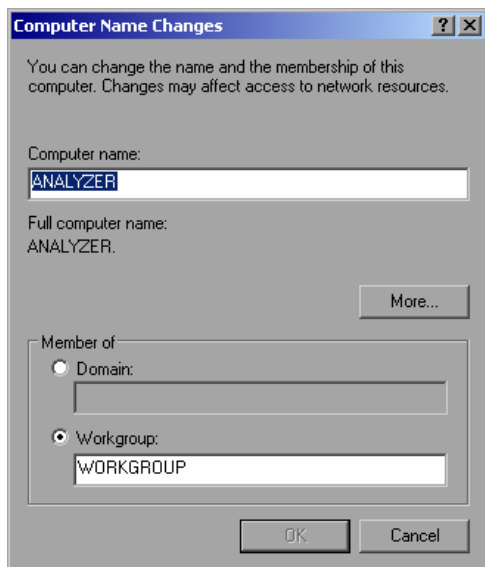 Computer Name Changes
You can change the name and the membership of this
computer. Changes may affect access to network resources.
Computer name:
ANALYZER
Full computer name:
ANALYZER.
More...
Member of
Domain:
Workgroup:
WORKGROUP
OK
Cancel